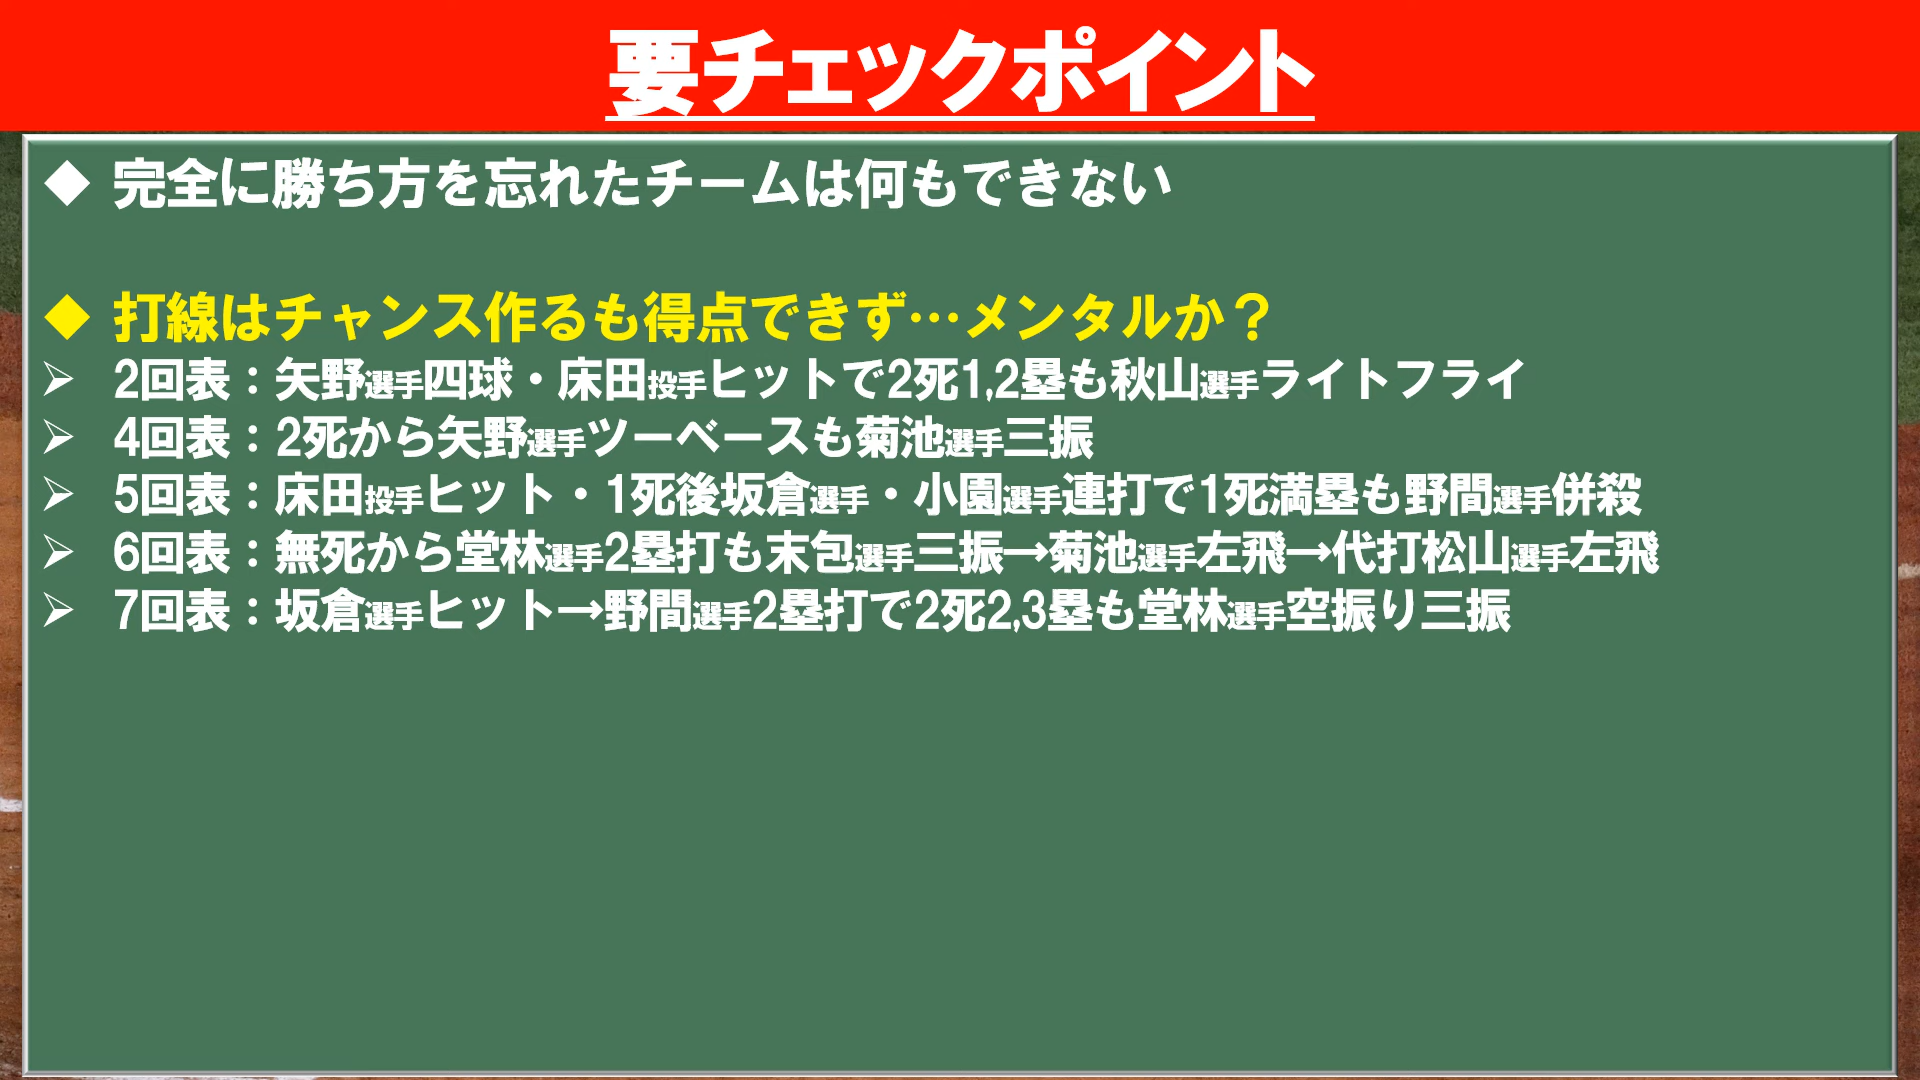 要チェックポイント
◆ 完全に勝ち方を忘れたチームは何もできない
◆ 打線はチャンス作るも得点できず…メンタルか？
➢ 2回表：矢野選手四球・床田投手ヒットで2死1,2塁も秋山選手ライトフライ
➢ 4回表：2死から矢野選手ツーベースも菊池選手三振
➢ 5回表：床田投手ヒット・1死後坂倉選手・小園選手連打で1死満塁も野間選手併殺
➢ 6回表：無死から堂林選手2塁打も末包選手三振→菊池選手左飛→代打松山選手左飛
➢ 7回表：坂倉選手ヒット→野間選手2塁打で2死2,3塁も堂林選手空振り三振